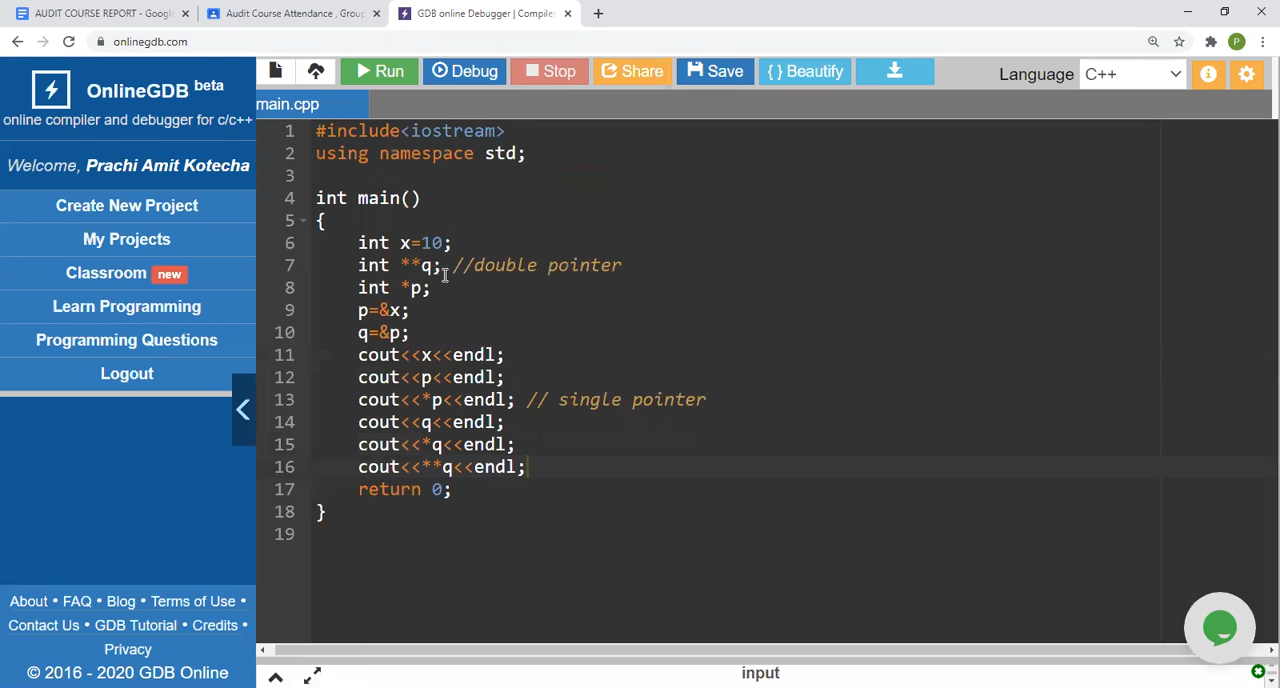 AUDIT COURSE REPORT - Google
Audit Course Attendance , Group
GDB online Debugger | Compiler
onlinegdb.com
P
OnlineGDB beta
online compiler and debugger for c/c++
Welcome, Prachi Amit Kotecha
Create New Project
My Projects
Classroom new
Learn Programming
Programming Questions
Logout
About • FAQ • Blog • Terms of Use •
Contact Us • GDB Tutorial • Credits •
Privacy
© 2016 - 2020 GDB Online
Run Debug Stop Share Save { } Beautify Language C++
main.cpp
1 #include<iostream>
2 using namespace std;
3
4 int main()
5 {
6 int x=10;
7 int **q; //double pointer
8 int *p;
9 p=&x;
10 q=&p;
11 cout<<x<<endl;
12 cout<<p<<endl;
13 cout<<*p<<endl; // single pointer
14 cout<<q<<endl;
15 cout<<*q<<endl;
16 cout<<**q<<endl;
17 return 0;
18 }
19
input